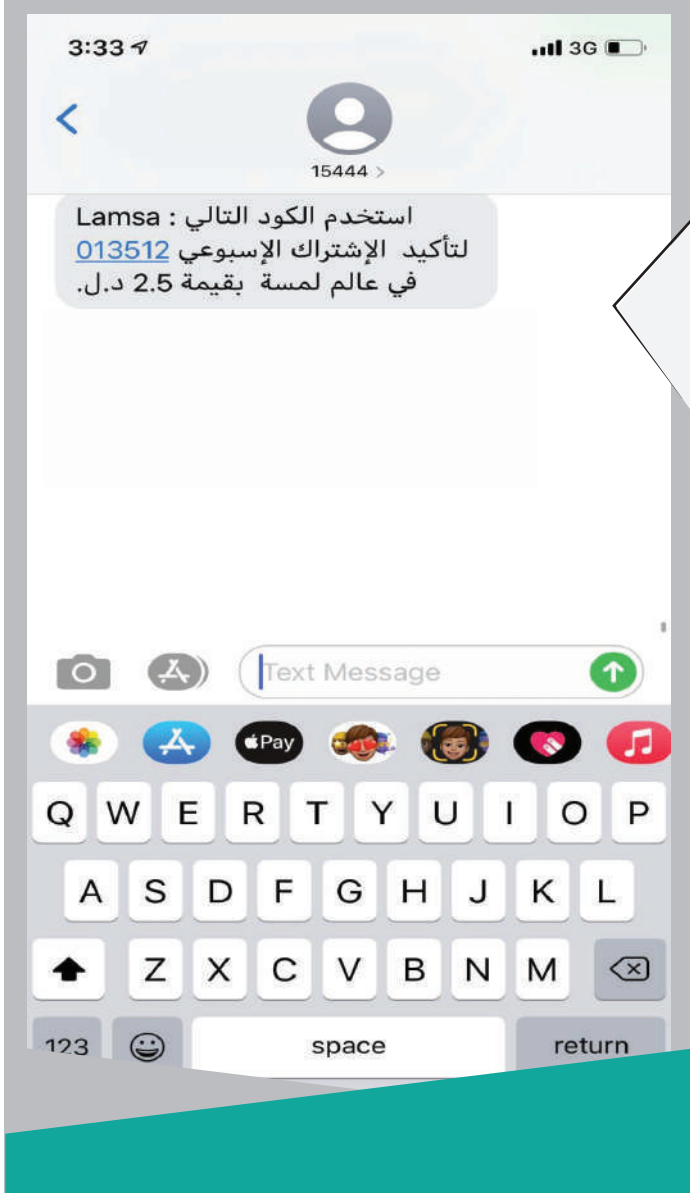 3:33
3G
15444 >
استخدم الكود التالي : Lamsa
لتأكيد الإشتراك الإسبوعي 013512
في عالم لمسة بقيمة 2.5 د.ل.
Text Message
Pay
Q W E R T Y U I O P
A S D F G H J K L
Z X C V B N M
123 space return